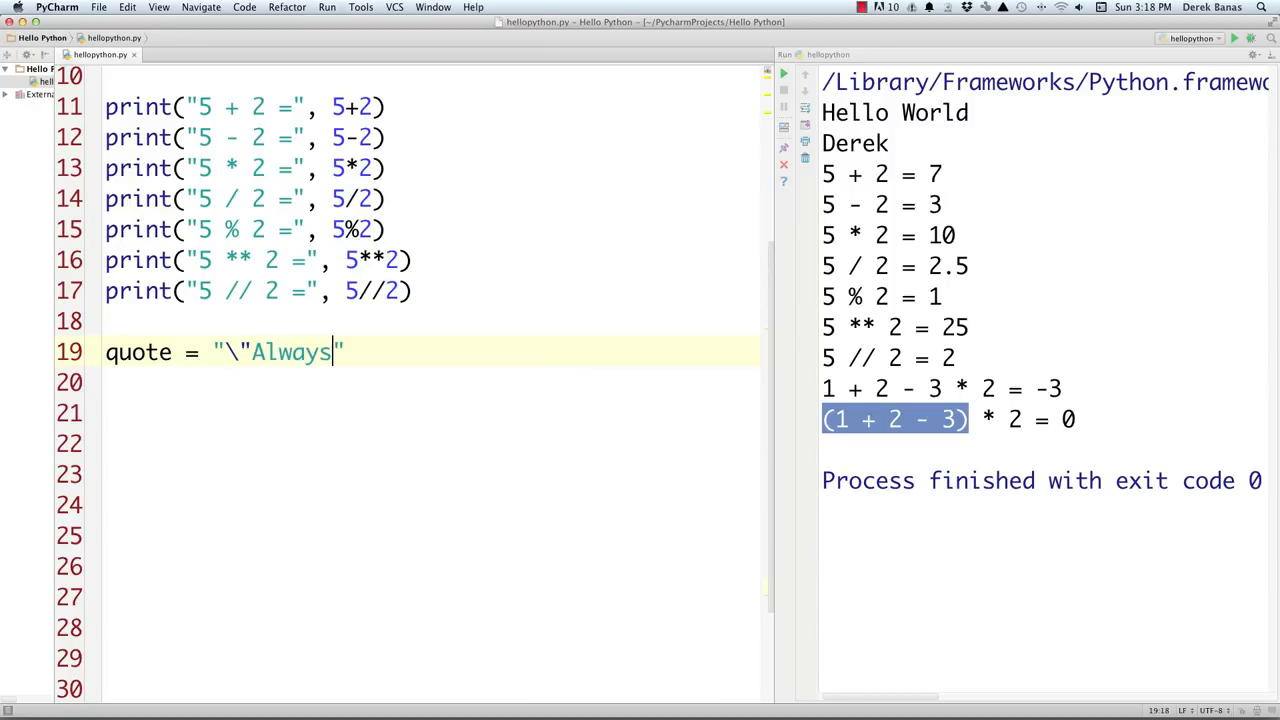 PyCharm File Edit View Navigate Code Refactor Run Tools VCS Window Help 10 Sun 3:18 PM Derek Banas
hellopython.py – Hello Python – [~/PycharmProjects/Hello Python]
Hello Python hellopython.py hellopython
hellopython.py
Run hellopython
Hello P
hell
Externa
10
11 print("5 + 2 =", 5+2)
12 print("5 - 2 =", 5-2)
13 print("5 * 2 =", 5*2)
14 print("5 / 2 =", 5/2)
15 print("5 % 2 =", 5%2)
16 print("5 ** 2 =", 5**2)
17 print("5 // 2 =", 5//2)
18
19 quote = "\"Always"
20
21
22
23
24
25
26
27
28
29
30
/Library/Frameworks/Python.framewo
Hello World
Derek
5 + 2 = 7
5 - 2 = 3
5 * 2 = 10
5 / 2 = 2.5
5 % 2 = 1
5 ** 2 = 25
5 // 2 = 2
1 + 2 - 3 * 2 = -3
(1 + 2 - 3) * 2 = 0
Process finished with exit code 0
19:18 LF UTF-8